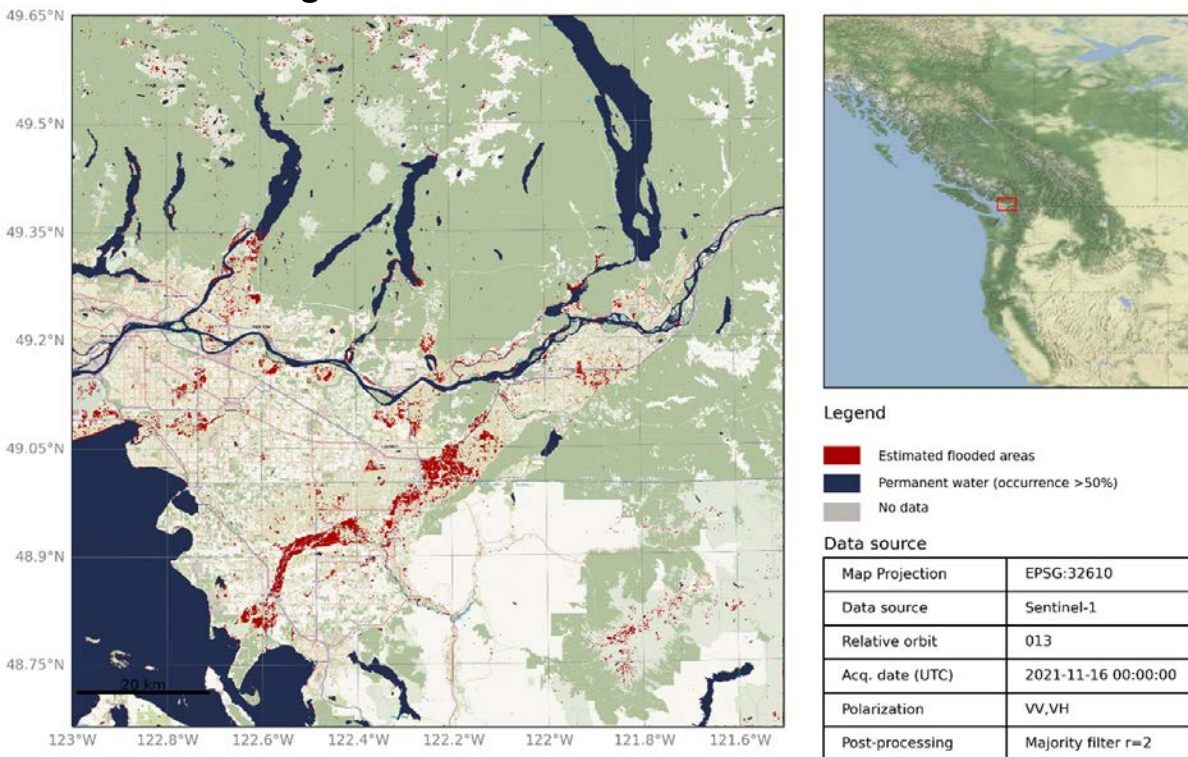 49.65°N
49.5°N
49.35°N
49.2°N
49.05°N
48.9°N
48.75°N
20 km
123°W
122.8°W
122.6°W
122.4°W
122.2°W
122°W
121.8°W
121.6°W
Legend
Estimated flooded areas
Permanent water (occurrence >50%)
No data
Data source
Map Projection EPSG:32610
Data source Sentinel-1
Relative orbit 013
Acq. date (UTC) 2021-11-16 00:00:00
Polarization VV,VH
Post-processing Majority filter r=2